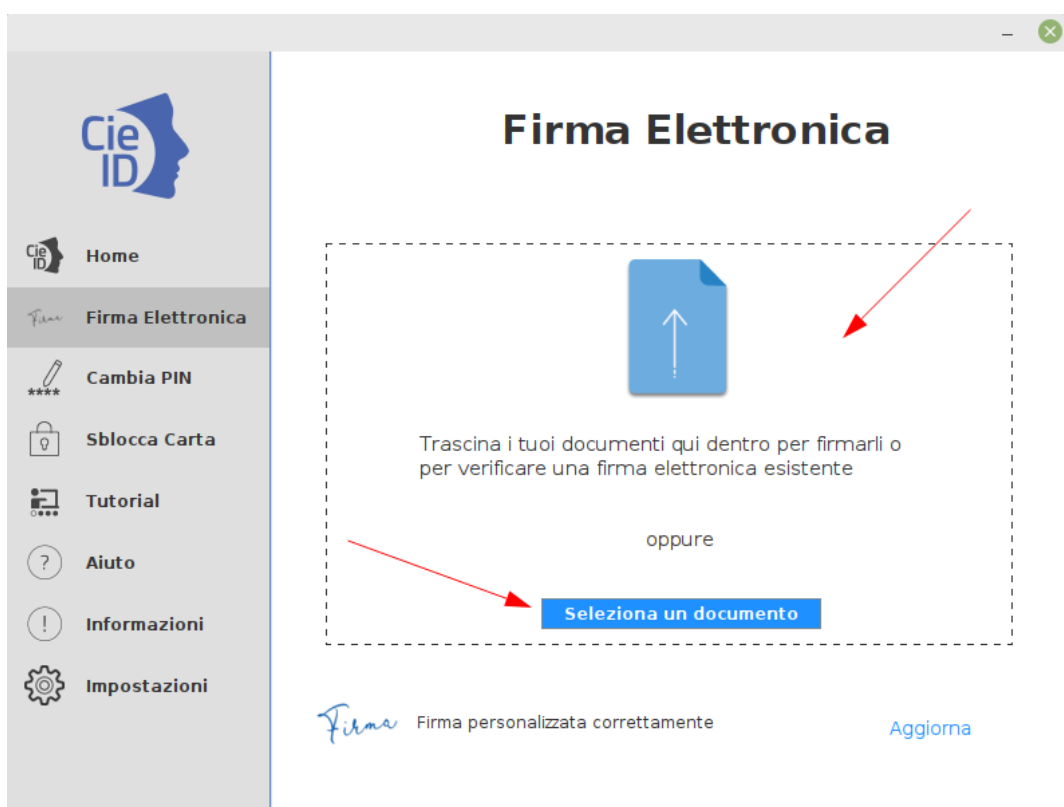 Cie
ID
Firma Elettronica
Cie
ID
Home
Firma
Firma Elettronica
****
Cambia PIN
Sblocca Carta
Tutorial
?
Aiuto
!
Informazioni
Impostazioni
Trascina i tuoi documenti qui dentro per firmarli o
per verificare una firma elettronica esistente
oppure
Seleziona un documento
Firma
Firma personalizzata correttamente
Aggiorna